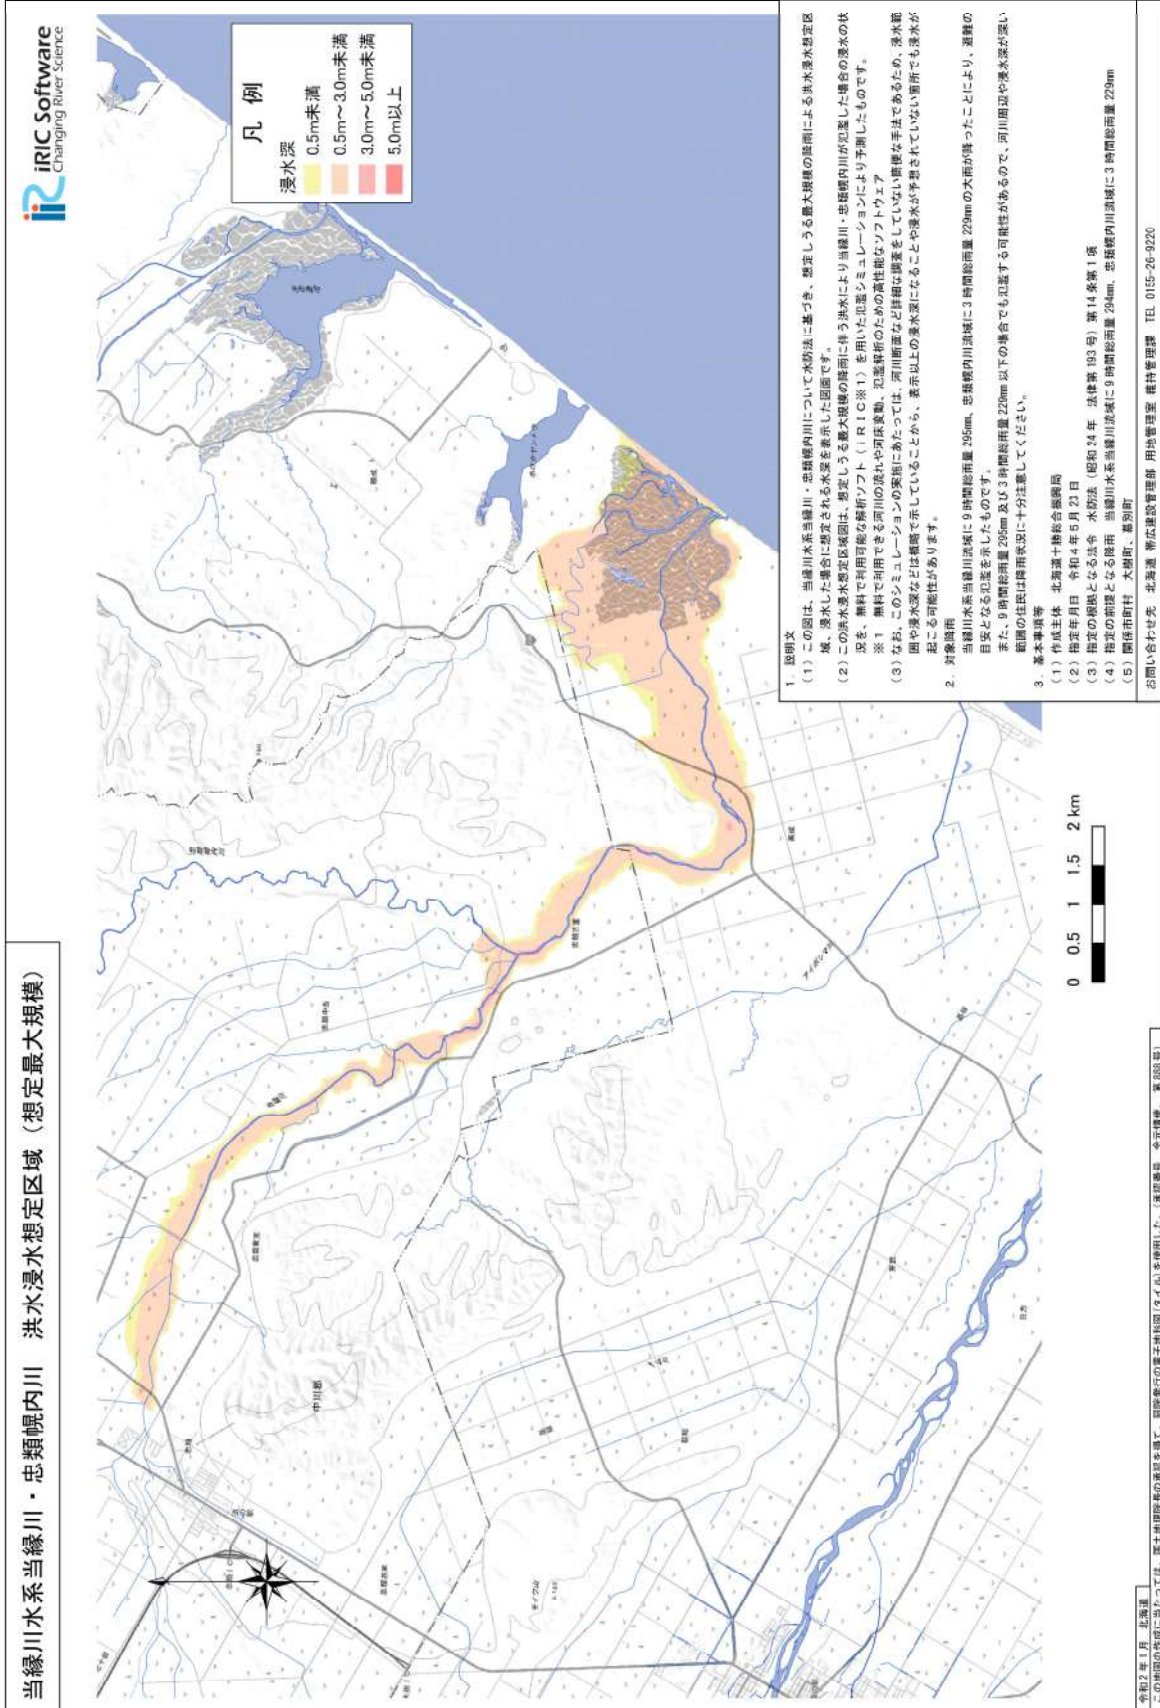 当縁川水系当縁川・忠類幌内川　洪水浸水想定区域（想定最大規模）
iRIC Software
Changing River Science
凡 例
浸水深
0.5m未満
0.5m～3.0m未満
3.0m～5.0m未満
5.0m以上
中川郡
0 0.5 1 1.5 2 km
1. 説明文
（1）この図は、当縁川水系当縁川・忠類幌内川について水防法に基づき、想定しうる最大規模の降雨による洪水浸水想定区
域、浸水した場合に想定される水深を表示した図面です。
（2）この洪水浸水想定区域図は、想定しうる最大規模の降雨に伴う洪水により当縁川・忠類幌内川が氾濫した場合の浸水の状
況を、無料で利用可能な解析ソフト（iRIC※1）を用いた氾濫シミュレーションにより予測したものです。
※1　無料で利用できる河川の流れや河床変動、氾濫解析のための高性能なソフトウェア
（3）なお、このシミュレーションの実施にあたっては、河川断面など詳細な調査をしていない簡便な手法であるため、浸水範
囲や浸水深などは概略で示していることから、表示以上の浸水深になることや浸水が予想されていない箇所でも浸水が
起こる可能性があります。
2. 対象降雨
当縁川水系当縁川流域に9時間総雨量 295mm、忠類幌内川流域に3時間総雨量 229mmの大雨が降ったことにより、避難の
目安となる氾濫を示したものです。
また、9時間総雨量 295mm 及び3時間総雨量 229mm 以下の場合でも氾濫する可能性があるので、河川周辺や浸水深が深い
範囲の住民は降雨状況に十分注意してください。
3. 基本事項等
（1）作成主体　北海道十勝総合振興局
（2）指定年月日　令和4年5月23日
（3）指定の根拠となる法令　水防法（昭和24年 法律第193号）第14条第1項
（4）指定の前提となる降雨　当縁川水系当縁川流域に9時間総雨量 294mm、忠類幌内川流域に3時間総雨量 229mm
（5）関係市町村　大樹町、幕別町
お問い合わせ先　北海道 帯広建設管理部 用地管理室 維持管理課　TEL 0155-26-9220
令和2年1月 北海道